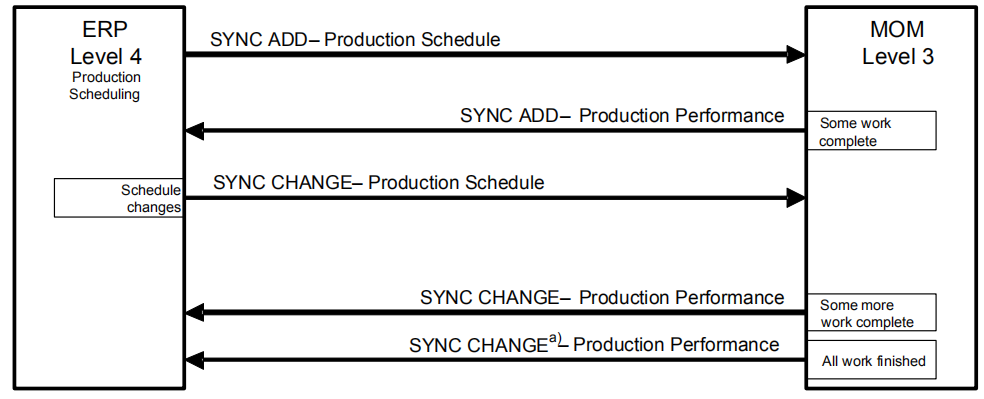 ERP
Level 4
Production
Scheduling
MOM
Level 3
SYNC ADD– Production Schedule
SYNC ADD– Production Performance
Some work
complete
Schedule
changes
SYNC CHANGE– Production Schedule
SYNC CHANGE– Production Performance
Some more
work complete
SYNC CHANGEa)– Production Performance
All work finished